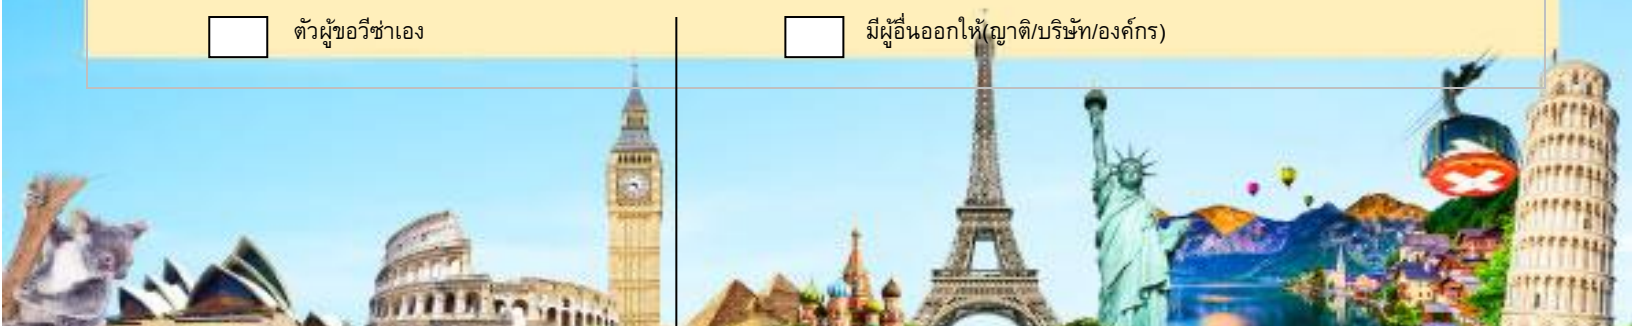 ตัวผู้ขอวีซ่าเอง
มีผู้อื่นออกให้(ญาติ/บริษัท/องค์กร)